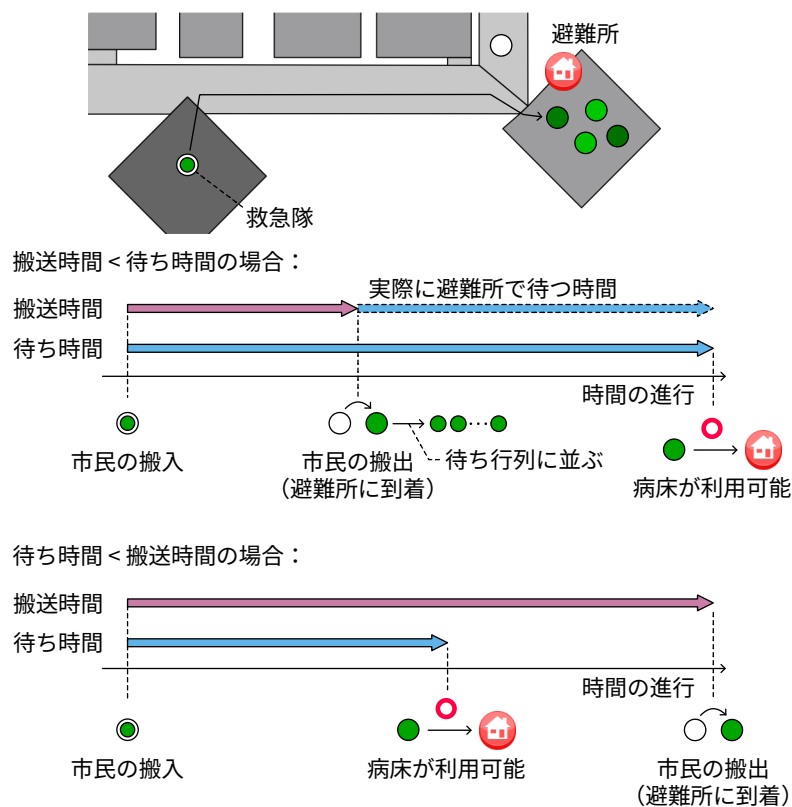 避難所
救急隊
搬送時間 < 待ち時間の場合：
実際に避難所で待つ時間
搬送時間
待ち時間
時間の進行
市民の搬入
市民の搬出
（避難所に到着）
待ち行列に並ぶ
病床が利用可能
待ち時間 < 搬送時間の場合：
搬送時間
待ち時間
時間の進行
市民の搬入
病床が利用可能
市民の搬出
（避難所に到着）